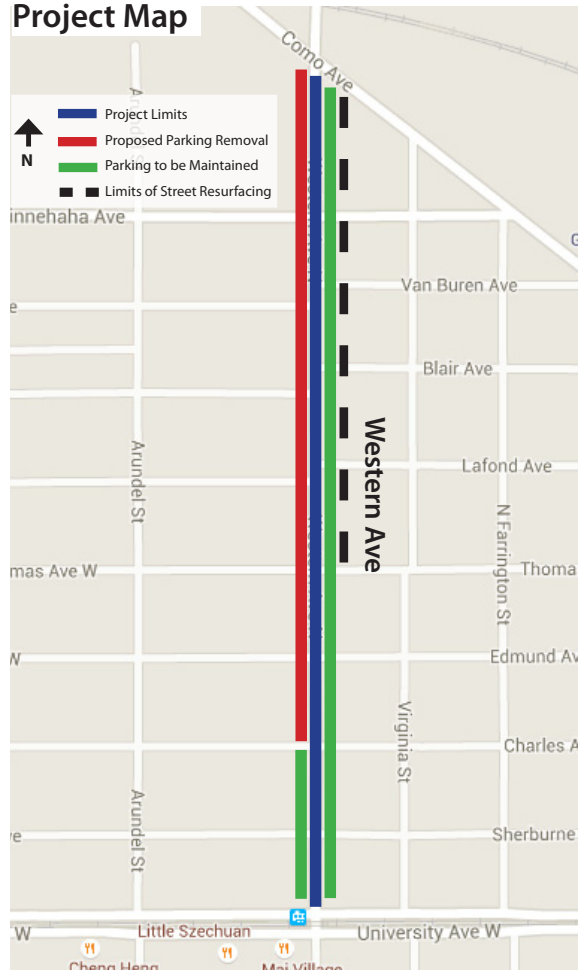 Project Map
Como Ave
Project Limits
Proposed Parking Removal
N
Parking to be Maintained
Limits of Street Resurfacing
innehaha Ave
G
Van Buren Ave
e
Blair Ave
Western Ave
Arundel St
Lafond Ave
N Farrington St
mas Ave W
Thoma
W
Edmund Av
Virginia St
Charles A
Arundel St
e
Sherburne
W
Little Szechuan
University Ave W
Cheng Heng
Mai Village